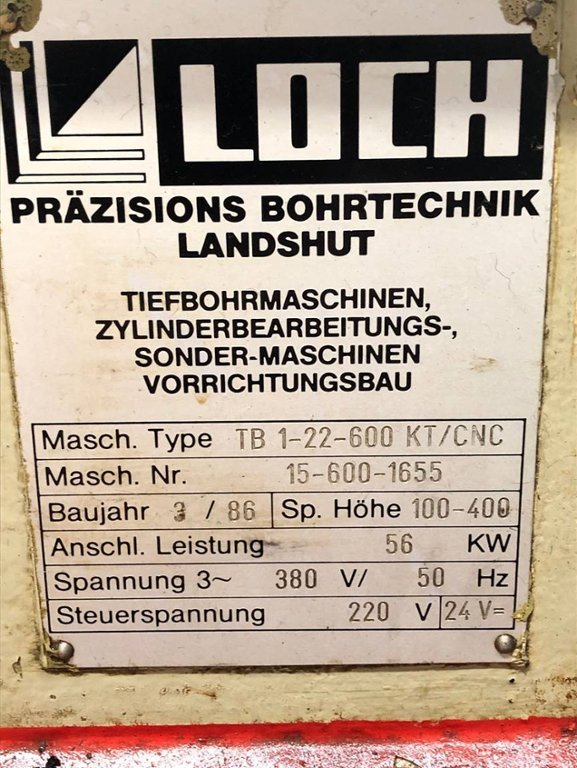 LOCH
PRÄZISIONS BOHRTECHNIK
LANDSHUT
TIEFBOHRMASCHINEN,
ZYLINDERBEARBEITUNGS-,
SONDER-MASCHINEN
VORRICHTUNGSBAU
Masch. Type TB 1-22-600 KT/CNC
Masch. Nr. 15-600-1655
Baujahr 3 / 86 Sp. Höhe 100-400
Anschl. Leistung 56 KW
Spannung 3~ 380 V/ 50 Hz
Steuerspannung 220 V 24 V=